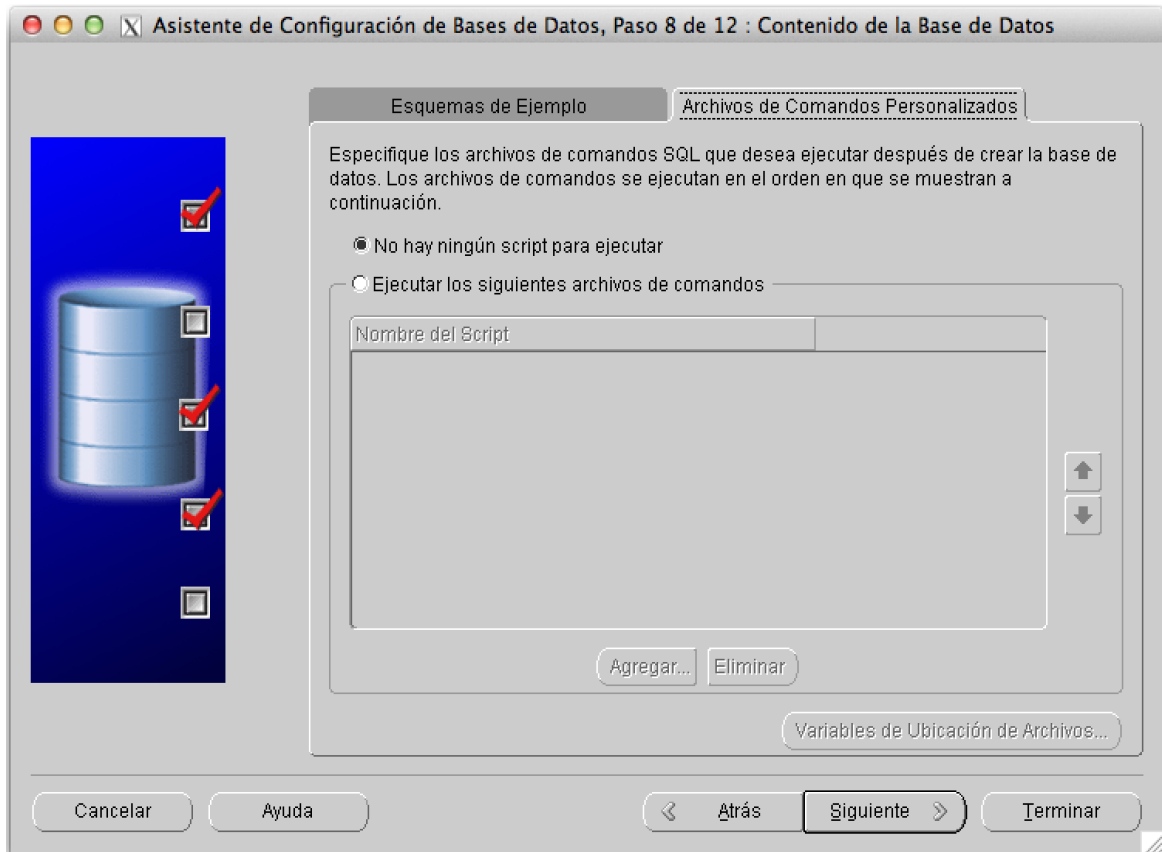 Asistente de Configuración de Bases de Datos, Paso 8 de 12 : Contenido de la Base de Datos
Esquemas de Ejemplo
Archivos de Comandos Personalizados
Especifique los archivos de comandos SQL que desea ejecutar después de crear la base de
datos. Los archivos de comandos se ejecutan en el orden en que se muestran a
continuación.
No hay ningún script para ejecutar
Ejecutar los siguientes archivos de comandos
Nombre del Script
Agregar...
Eliminar
Variables de Ubicación de Archivos...
Cancelar
Ayuda
Atrás
Siguiente
Terminar